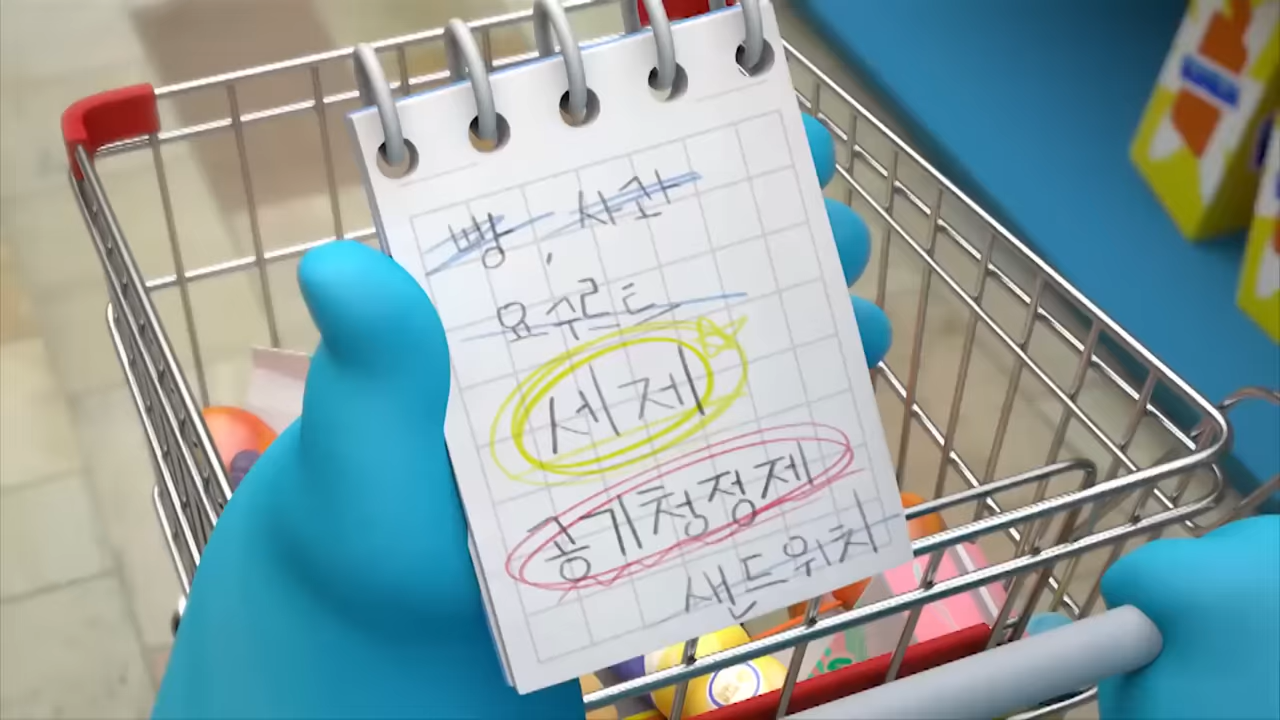 빵, 사과
요구르트
세제
공기청정제
샌드위치